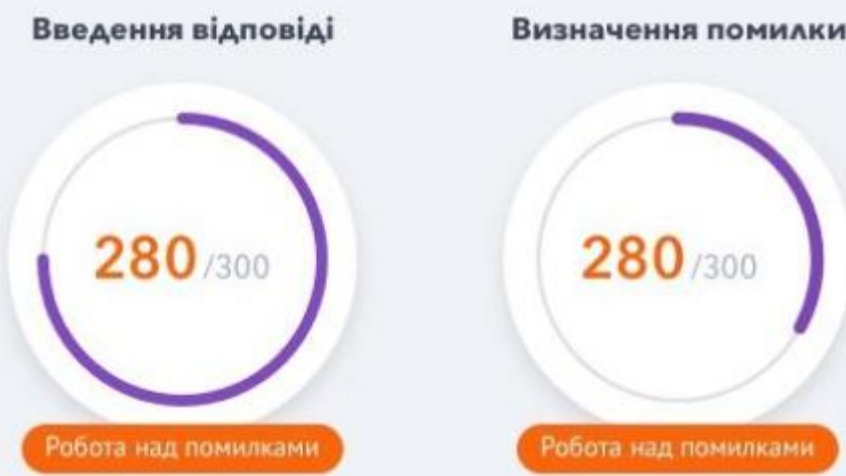 Введення відповіді
Визначення помилки
280/300
280/300
Робота над помилками
Робота над помилками